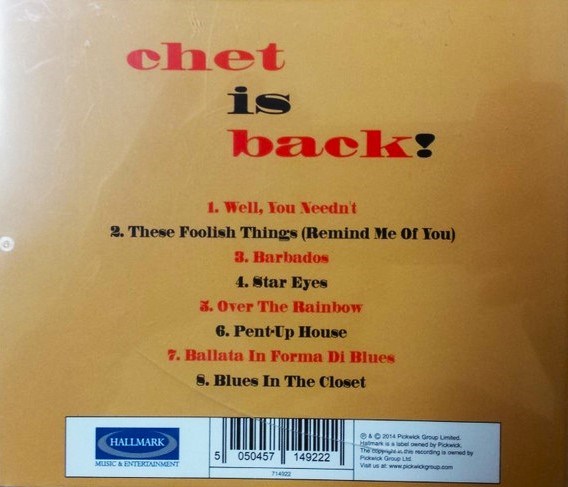 chet
is
back!
1. Well, You Needn't
2. These Foolish Things (Remind Me Of You)
3. Barbados
4. Star Eyes
5. Over The Rainbow
6. Pent-Up House
7. Ballata In Forma Di Blues
8. Blues In The Closet
HALLMARK
MUSIC & ENTERTAINMENT
5 050457 149222
714922
℗ & © 2014 Pickwick Group Limited.
Hallmark is a label owned by Pickwick.
The copyright in this recording is owned by
Pickwick Group Ltd.
Visit us at: www.pickwickgroup.com